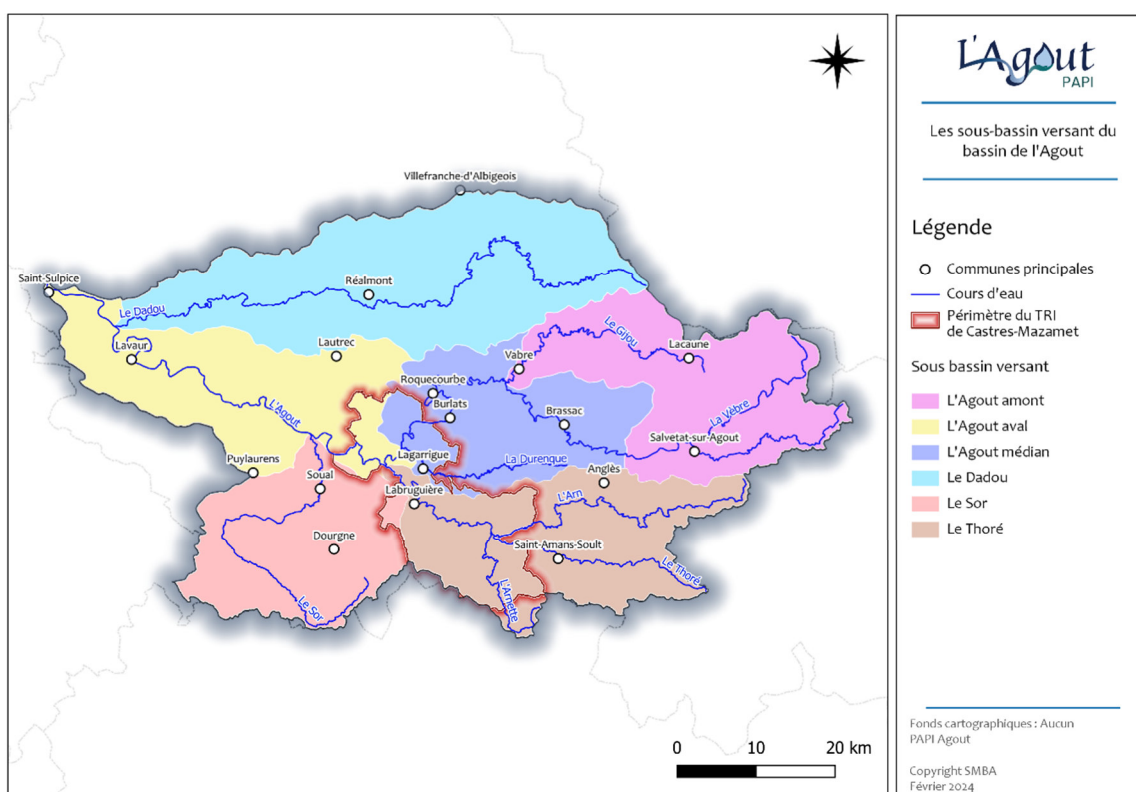 Villefranche-d'Albigeois
Saint-Sulpice
Réalmont
Le Dadou
Lavaur
Lautrec
Le Gijou
Vabre
Lacaune
Roquecourbe
Burlats
L'Agout
Brassac
La Vèbre
Salvetat-sur-Agout
Puylaurens
Lagarrigue
La Durenque
Soual
Anglès
Labruguière
L'Arn
Dourgne
Saint-Amans-Soult
Le Thoré
Le Sor
L'Arnette
0 10 20 km
L'Agout
PAPI
Les sous-bassin versant du
bassin de l'Agout
Légende
Communes principales
Cours d'eau
Périmètre du TRI
de Castres-Mazamet
Sous bassin versant
L'Agout amont
L'Agout aval
L'Agout médian
Le Dadou
Le Sor
Le Thoré
Fonds cartographiques : Aucun
PAPI Agout
Copyright SMBA
Février 2024